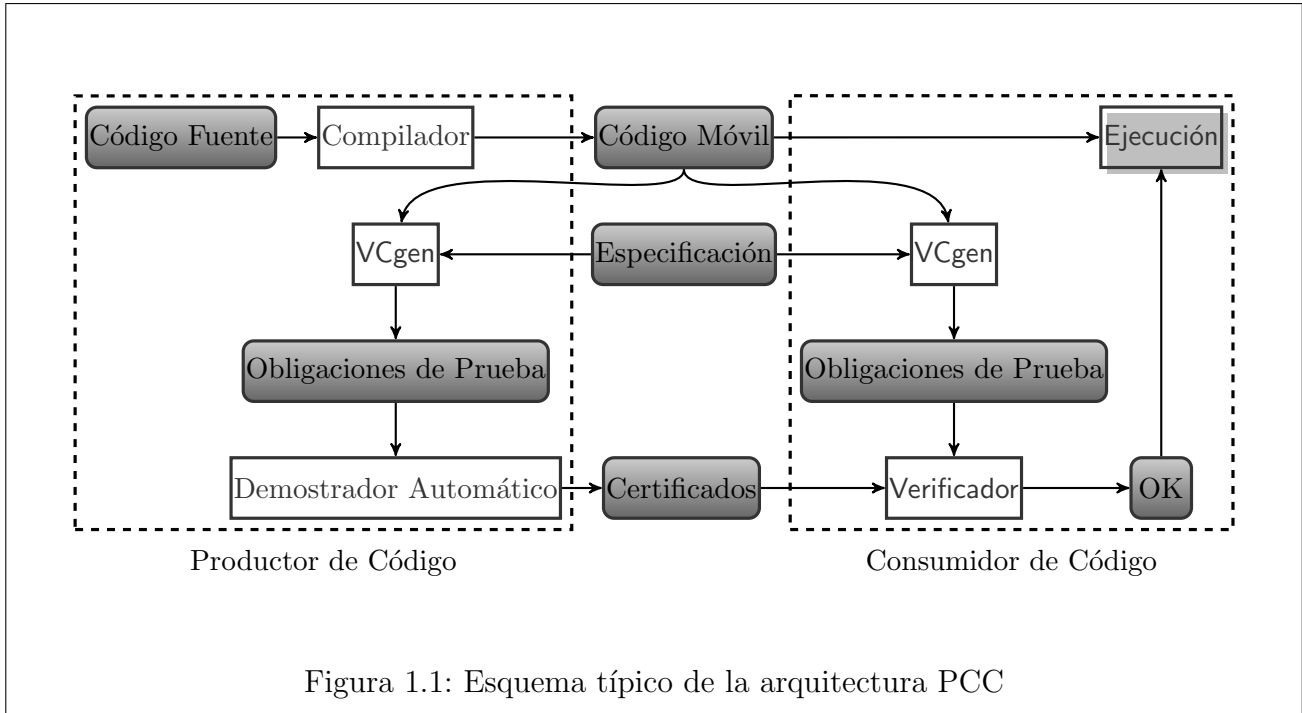 Código Fuente
Compilador
Código Móvil
Ejecución
VCgen
Especificación
VCgen
Obligaciones de Prueba
Obligaciones de Prueba
Demostrador Automático
Certificados
Verificador
OK
Productor de Código
Consumidor de Código
Figura 1.1: Esquema típico de la arquitectura PCC